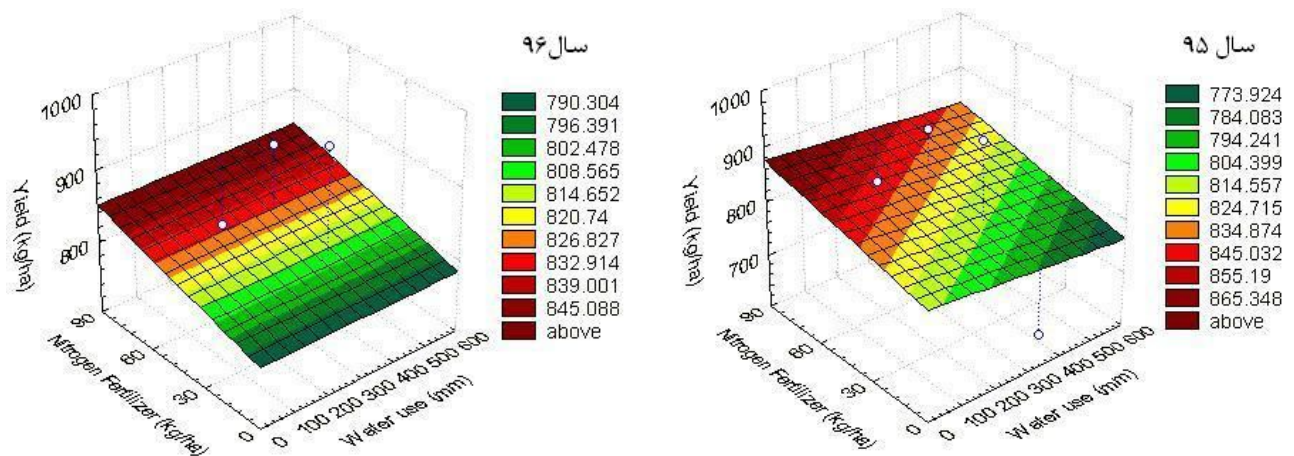 سال۹۶
790.304
796.391
802.478
808.565
814.652
820.74
826.827
832.914
839.001
845.088
above
1000
900
800
Yield (kg/ha)
80
60
30
0
Nitrogen Fertilizer (Kg/ha)
0 100 200 300 400 500 600
Water use (mm)
سال ۹۵
773.924
784.083
794.241
804.399
814.557
824.715
834.874
845.032
855.19
865.348
above
1000
900
800
700
Yield (kg/ha)
80
60
30
0
Nitrogen Fertilizer (Kg/ha)
0 100 200 300 400 500 600
Water use (mm)